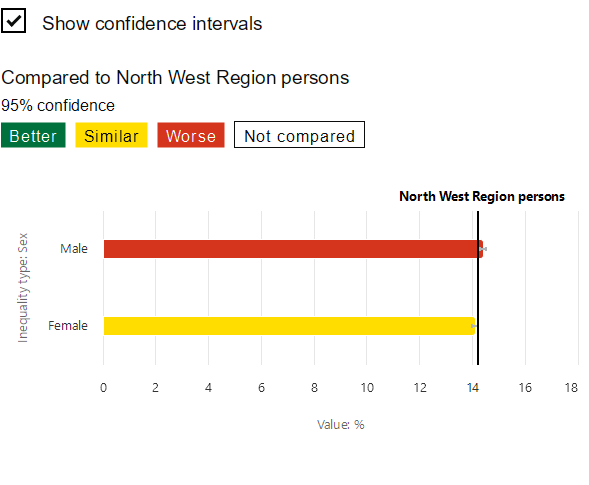 Show confidence intervals
Compared to North West Region persons
95% confidence
Better Similar Worse Not compared
North West Region persons
Inequality type: Sex
Male
Female
0 2 4 6 8 10 12 14 16 18
Value: %